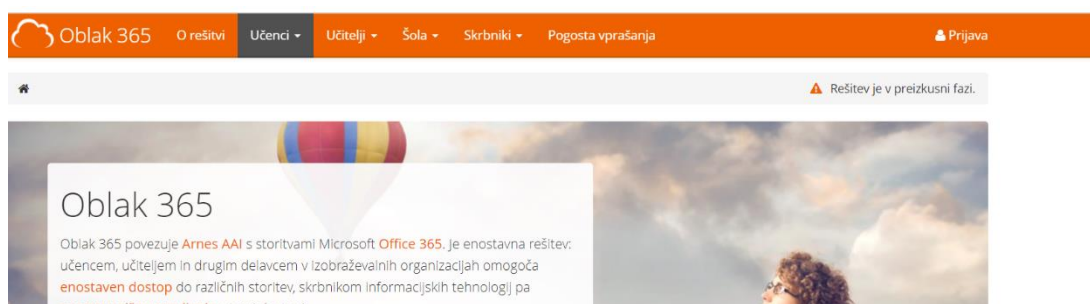 Oblak 365 O rešitvi Učenci Učitelji Šola Skrbniki Pogosta vprašanja Prijava
Rešitev je v preizkusni fazi.
Oblak 365
Oblak 365 povezuje Arnes AAI s storitvami Microsoft Office 365. Je enostavna rešitev:
učencem, učiteljem in drugim delavcem v izobraževalnih organizacijah omogoča
enostaven dostop do različnih storitev, skrbnikom informacijskih tehnologij pa